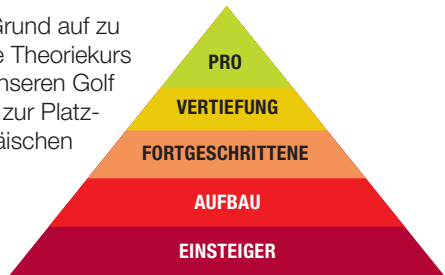 Grund auf zu
e Theoriekurs
nseren Golf
zur Platz-
äischen
PRO
VERTIEFUNG
FORTGESCHRITTENE
AUFBAU
EINSTEIGER